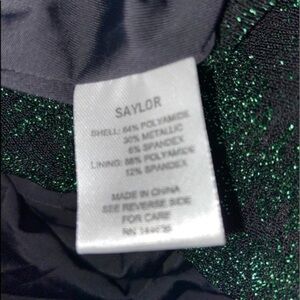 SAYLOR
SHELL: 64% POLYAMIDE
30% METALLIC
6% SPANDEX
LINING: 88% POLYAMIDE
12% SPANDEX
MADE IN CHINA
SEE REVERSE SIDE
FOR CARE
RN